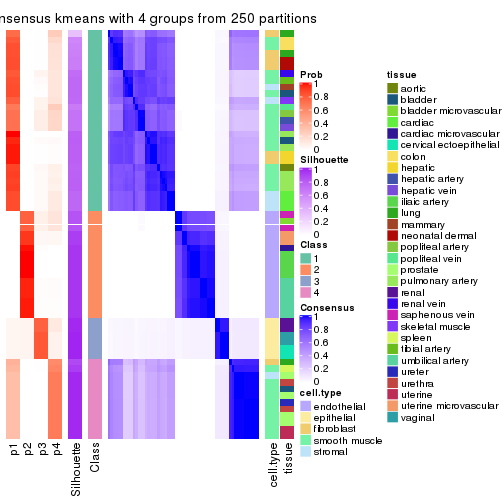 nsensus kmeans with 4 groups from 250 partitions
p1
p2
p3
p4
Silhouette
Class
cell.type
tissue
Prob
1
0.8
0.6
0.4
0.2
0
Silhouette
1
0.8
0.6
0.4
0.2
0
Class
1
2
3
4
Consensus
1
0.8
0.6
0.4
0.2
0
cell.type
endothelial
epithelial
fibroblast
smooth muscle
stromal
tissue
aortic
bladder
bladder microvascular
cardiac
cardiac microvascular
cervical ectoepithelial
colon
hepatic
hepatic artery
hepatic vein
iliaic artery
lung
mammary
neonatal dermal
popliteal artery
popliteal vein
prostate
pulmonary artery
renal
renal vein
saphenous vein
skeletal muscle
spleen
tibial artery
umbilical artery
ureter
urethra
uterine
uterine microvascular
vaginal